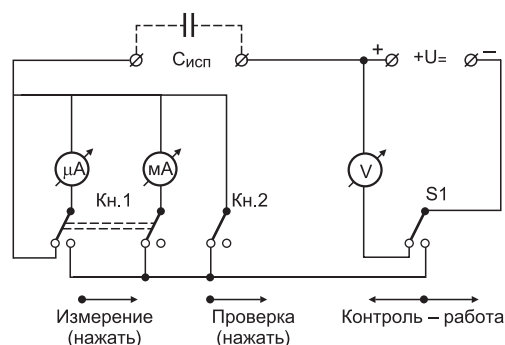 Сисп
+ +U= −
μA
мА
V
Кн.1
Кн.2
S1
Измерение
(нажать)
Проверка
(нажать)
Контроль – работа